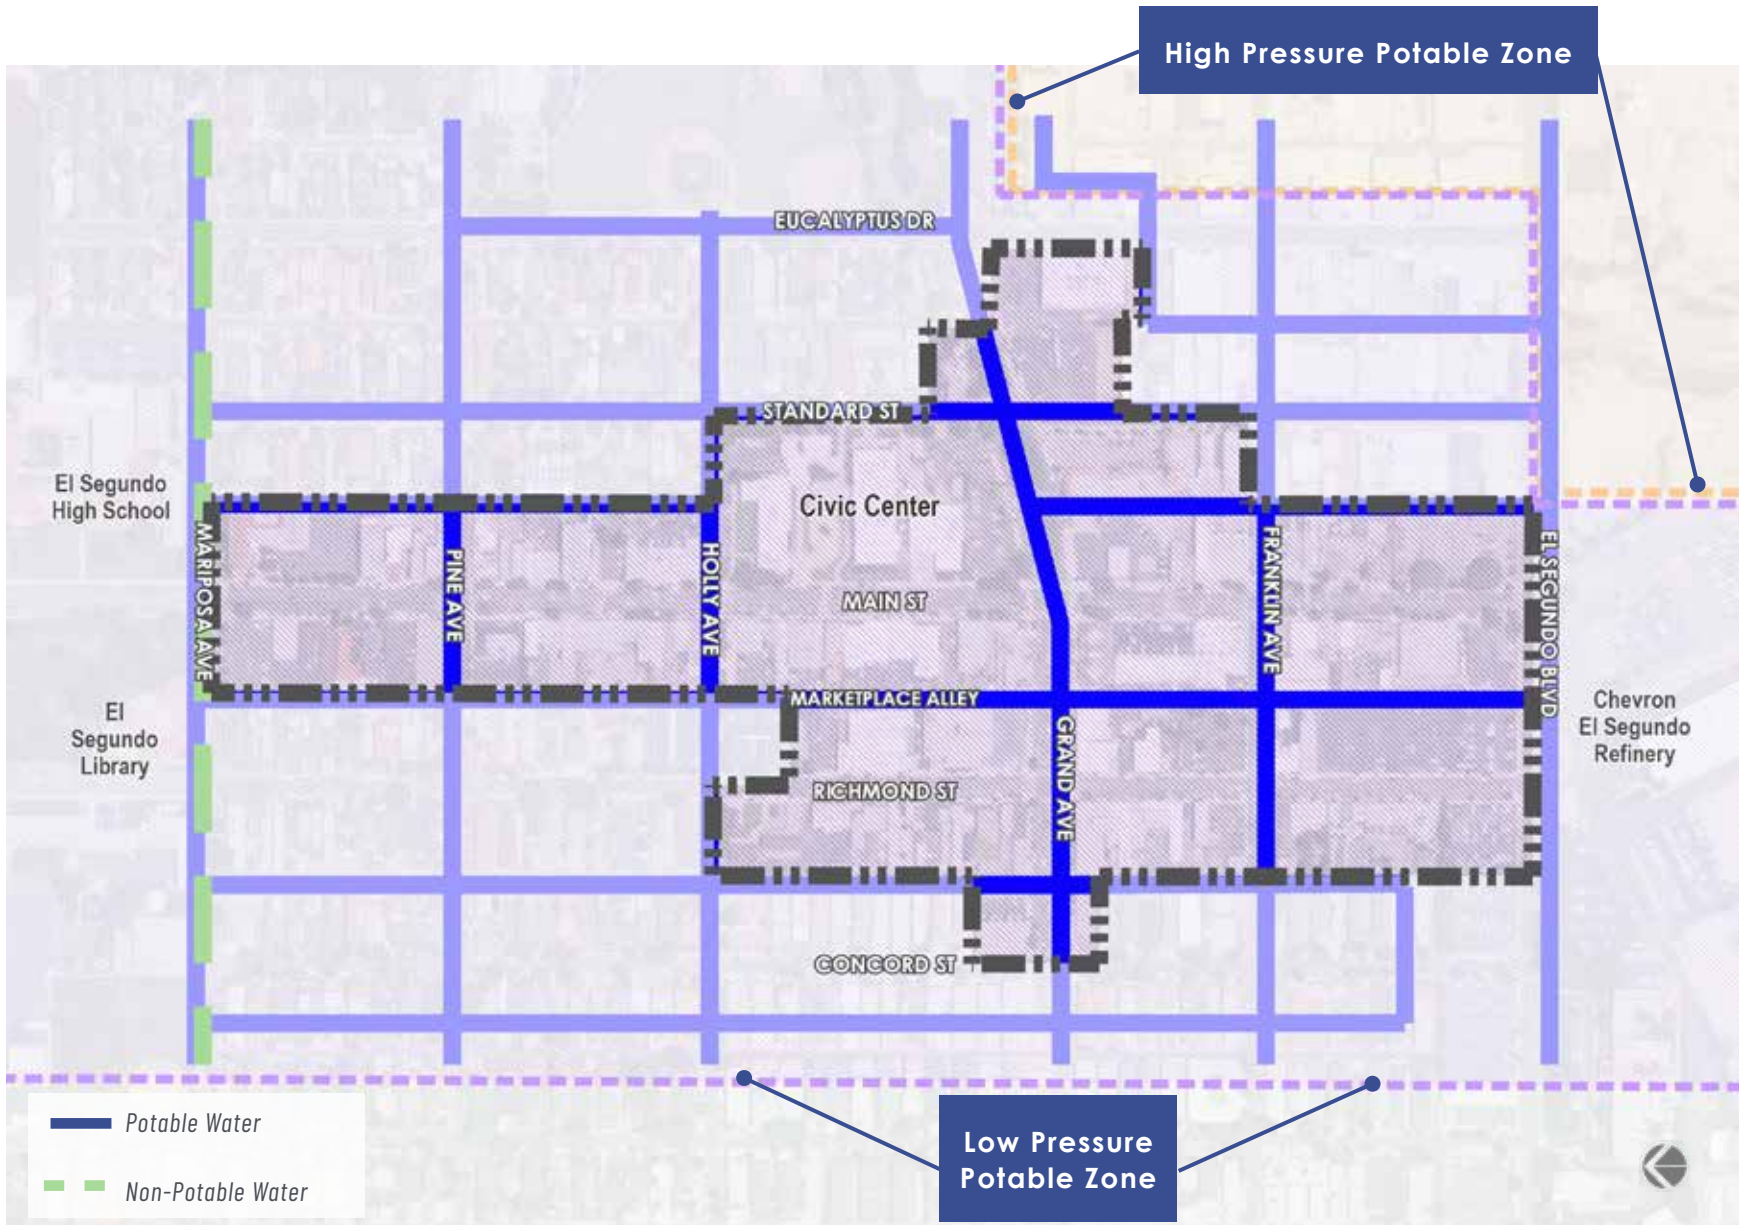 High Pressure Potable Zone
EUCALYPTUS DR
STANDARD ST
El Segundo
High School
Civic Center
MARIPOSA AVE
PINE AVE
HOLLY AVE
MAIN ST
FRANKLIN AVE
EL SEGUNDO BLVD
MARKETPLACE ALLEY
El
Segundo
Library
Chevron
El Segundo
Refinery
GRAND AVE
RICHMOND ST
CONCORD ST
Low Pressure
Potable Zone
Potable Water
Non-Potable Water